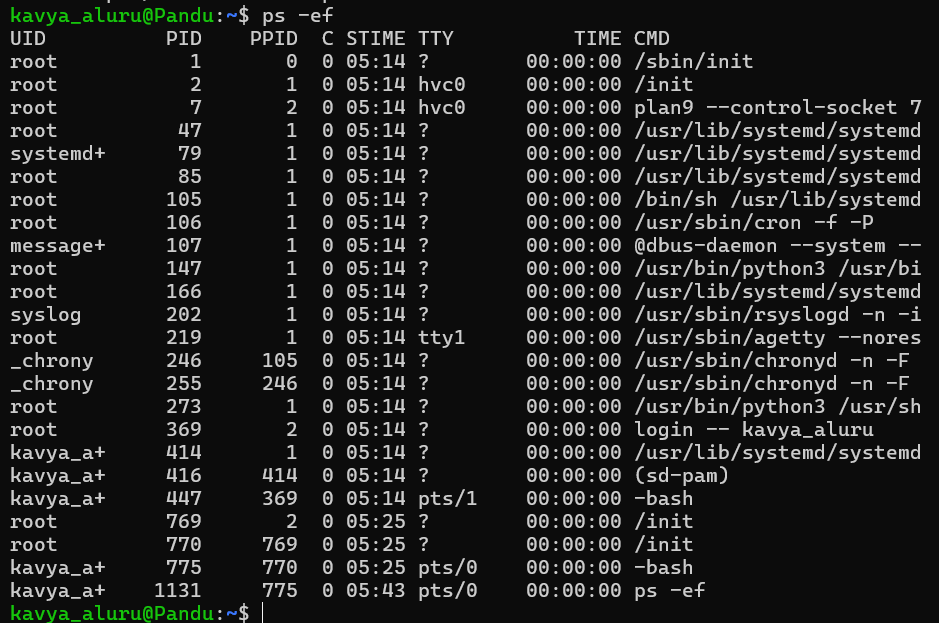 kavya_aluru@Pandu:~$ ps -ef
UID          PID    PPID  C STIME TTY          TIME CMD
root           1       0  0 05:14 ?        00:00:00 /sbin/init
root           2       1  0 05:14 hvc0     00:00:00 /init
root           7       2  0 05:14 hvc0     00:00:00 plan9 --control-socket 7
root          47       1  0 05:14 ?        00:00:00 /usr/lib/systemd/systemd
systemd+      79       1  0 05:14 ?        00:00:00 /usr/lib/systemd/systemd
root          85       1  0 05:14 ?        00:00:00 /usr/lib/systemd/systemd
root         105       1  0 05:14 ?        00:00:00 /bin/sh /usr/lib/systemd
root         106       1  0 05:14 ?        00:00:00 /usr/sbin/cron -f -P
message+     107       1  0 05:14 ?        00:00:00 @dbus-daemon --system --
root         147       1  0 05:14 ?        00:00:00 /usr/bin/python3 /usr/bi
root         166       1  0 05:14 ?        00:00:00 /usr/lib/systemd/systemd
syslog       202       1  0 05:14 ?        00:00:00 /usr/sbin/rsyslogd -n -i
root         219       1  0 05:14 tty1     00:00:00 /usr/sbin/agetty --nores
_chrony      246     105  0 05:14 ?        00:00:00 /usr/sbin/chronyd -n -F
_chrony      255     246  0 05:14 ?        00:00:00 /usr/sbin/chronyd -n -F
root         273       1  0 05:14 ?        00:00:00 /usr/bin/python3 /usr/sh
root         369       2  0 05:14 ?        00:00:00 login -- kavya_aluru
kavya_a+     414       1  0 05:14 ?        00:00:00 /usr/lib/systemd/systemd
kavya_a+     416     414  0 05:14 ?        00:00:00 (sd-pam)
kavya_a+     447     369  0 05:14 pts/1    00:00:00 -bash
root         769       2  0 05:25 ?        00:00:00 /init
root         770     769  0 05:25 ?        00:00:00 /init
kavya_a+     775     770  0 05:25 pts/0    00:00:00 -bash
kavya_a+    1131     775  0 05:43 pts/0    00:00:00 ps -ef
kavya_aluru@Pandu:~$